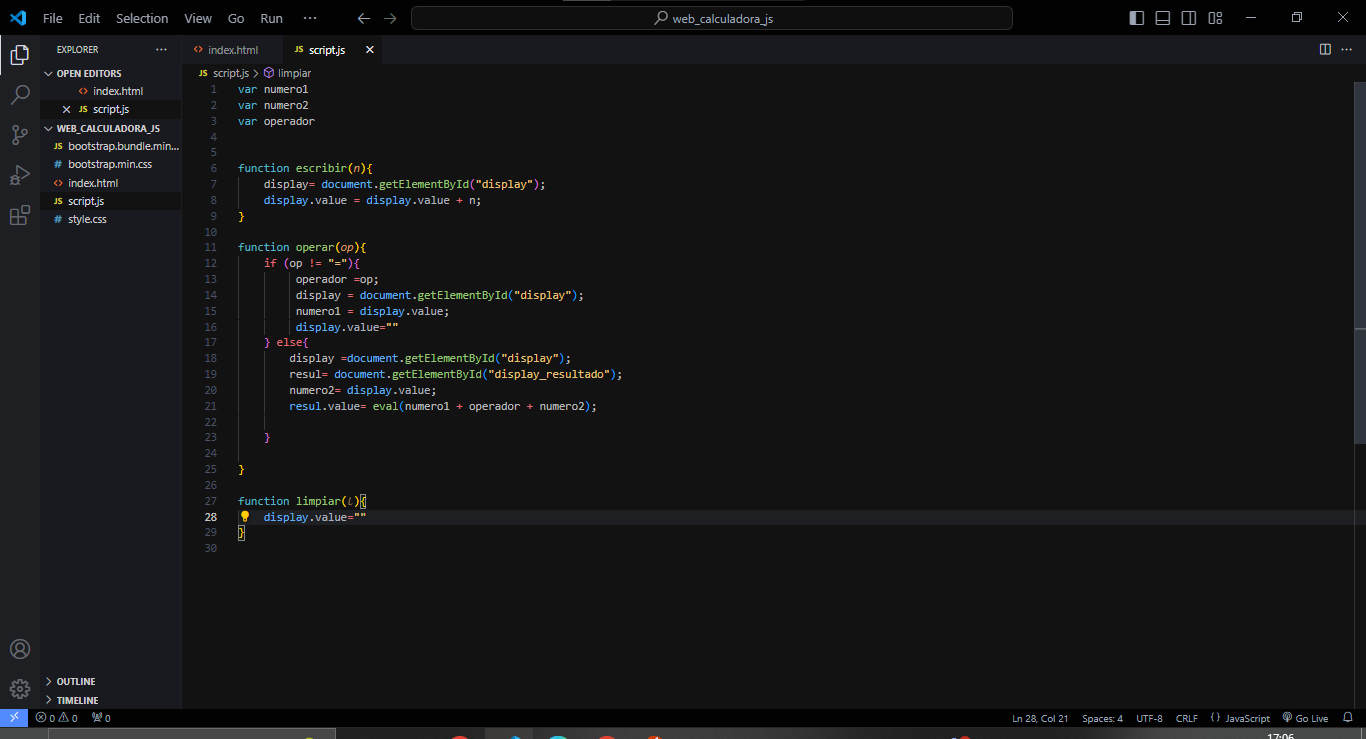 File Edit Selection View Go Run ··· web_calculadora_js
EXPLORER ···
OPEN EDITORS
index.html
JS script.js
WEB_CALCULADORA_JS
JS bootstrap.bundle.min...
# bootstrap.min.css
index.html
JS script.js
# style.css
OUTLINE
TIMELINE
index.html JS script.js
JS script.js > limpiar
1 var numero1
2 var numero2
3 var operador
4
5
6 function escribir(n){
7 display= document.getElementById("display");
8 display.value = display.value + n;
9 }
10
11 function operar(op){
12 if (op != "="){
13 operador =op;
14 display = document.getElementById("display");
15 numero1 = display.value;
16 display.value=""
17 } else{
18 display =document.getElementById("display");
19 resul= document.getElementById("display_resultado");
20 numero2= display.value;
21 resul.value= eval(numero1 + operador + numero2);
22
23 }
24
25 }
26
27 function limpiar(l){
28 display.value=""
29 }
30
0 0 0 Ln 28, Col 21 Spaces: 4 UTF-8 CRLF {} JavaScript Go Live
17:06